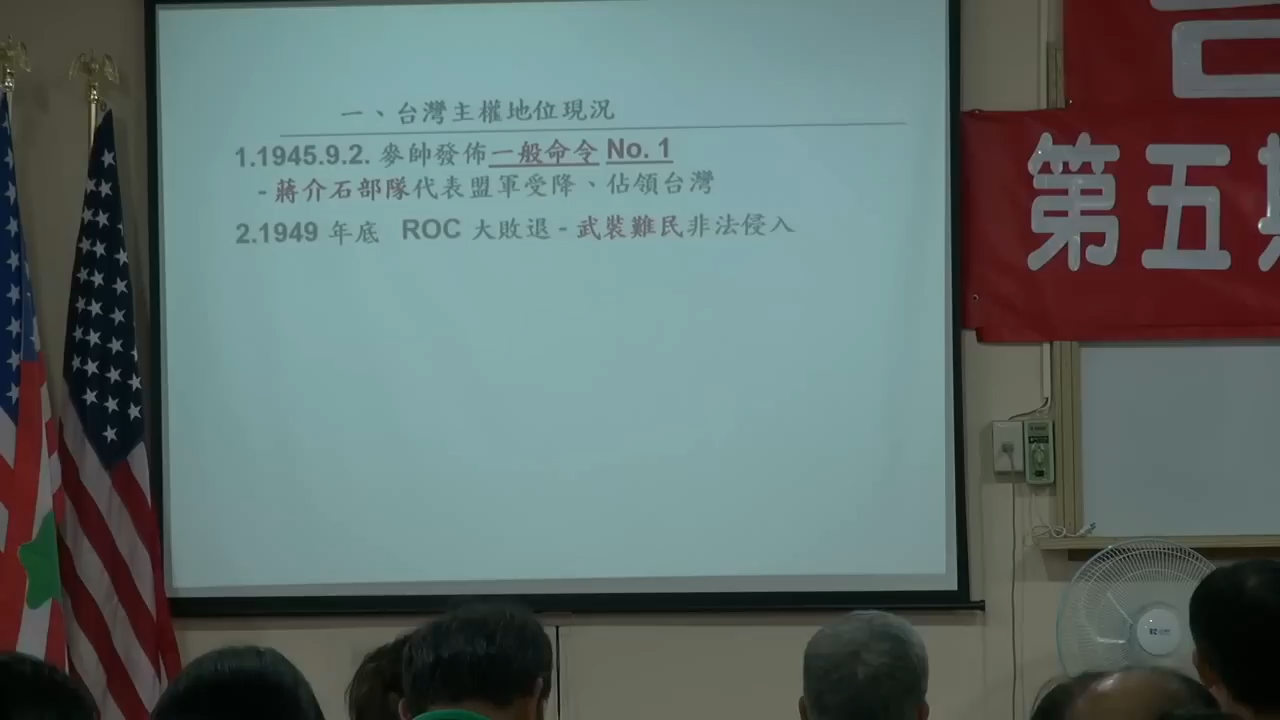 一、台灣主權地位現況
1.1945.9.2. 麥帥發佈一般命令 No. 1
- 蔣介石部隊代表盟軍受降、佔領台灣
2.1949 年底 ROC 大敗退 - 武裝難民非法侵入
第五期